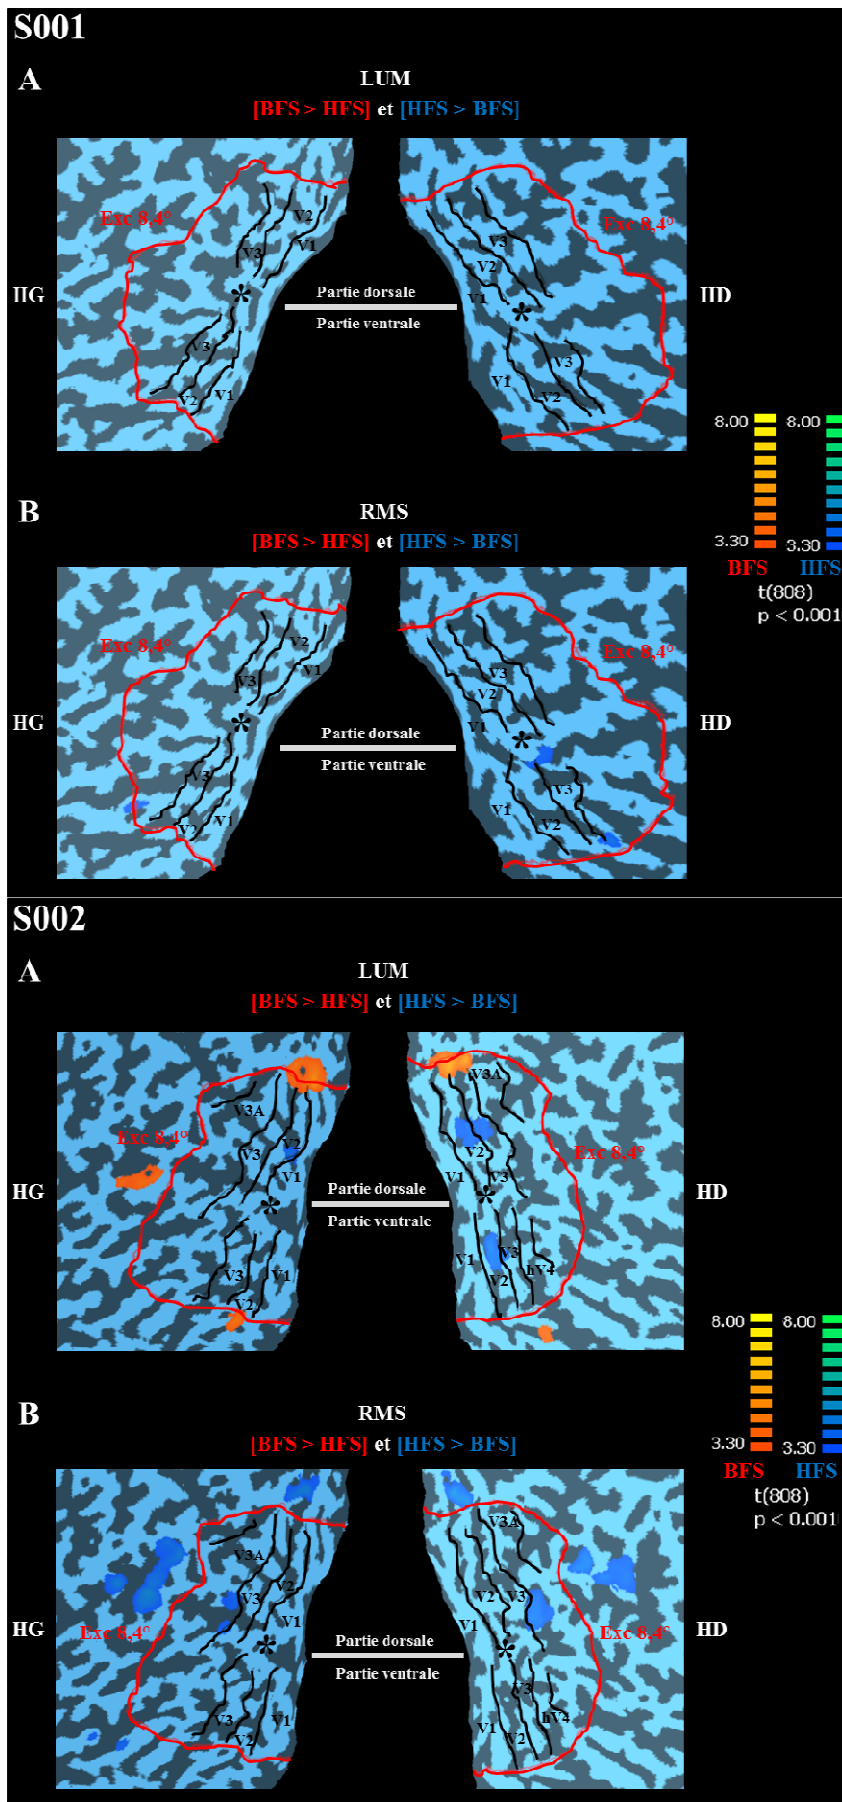 S001
A
LUM
[BFS > HFS] et [HFS > BFS]
Exc 8,4°
V2
V3
V1
V3
V2
V1
Exc 8,4°
V3
V2
V1
V3
V1
V2
HG
Partie dorsale
Partie ventrale
HD
8.00
8.00
3.30
3.30
BFS
HFS
t(808)
p < 0.001
B
RMS
[BFS > HFS] et [HFS > BFS]
Exc 8,4°
V2
V1
V3
V3
V2
V1
Exc 8,4°
V3
V2
V1
V3
V1
V2
HG
Partie dorsale
Partie ventrale
HD
S002
A
LUM
[BFS > HFS] et [HFS > BFS]
V3A
Exc 8,4°
V2
V3
V1
V3
V1
V2
V3A
Exc 8,4°
V2
V1
V3
V1
V3
V2
hV4
HG
Partie dorsale
Partie ventrale
HD
8.00
8.00
3.30
3.30
BFS
HFS
t(808)
p < 0.001
B
RMS
[BFS > HFS] et [HFS > BFS]
V3A
V2
V3
V1
Exc 8,4°
V3
V1
V2
V3A
V2
V3
V1
Exc 8,4°
V3
V1
V2
hV4
HG
Partie dorsale
Partie ventrale
HD